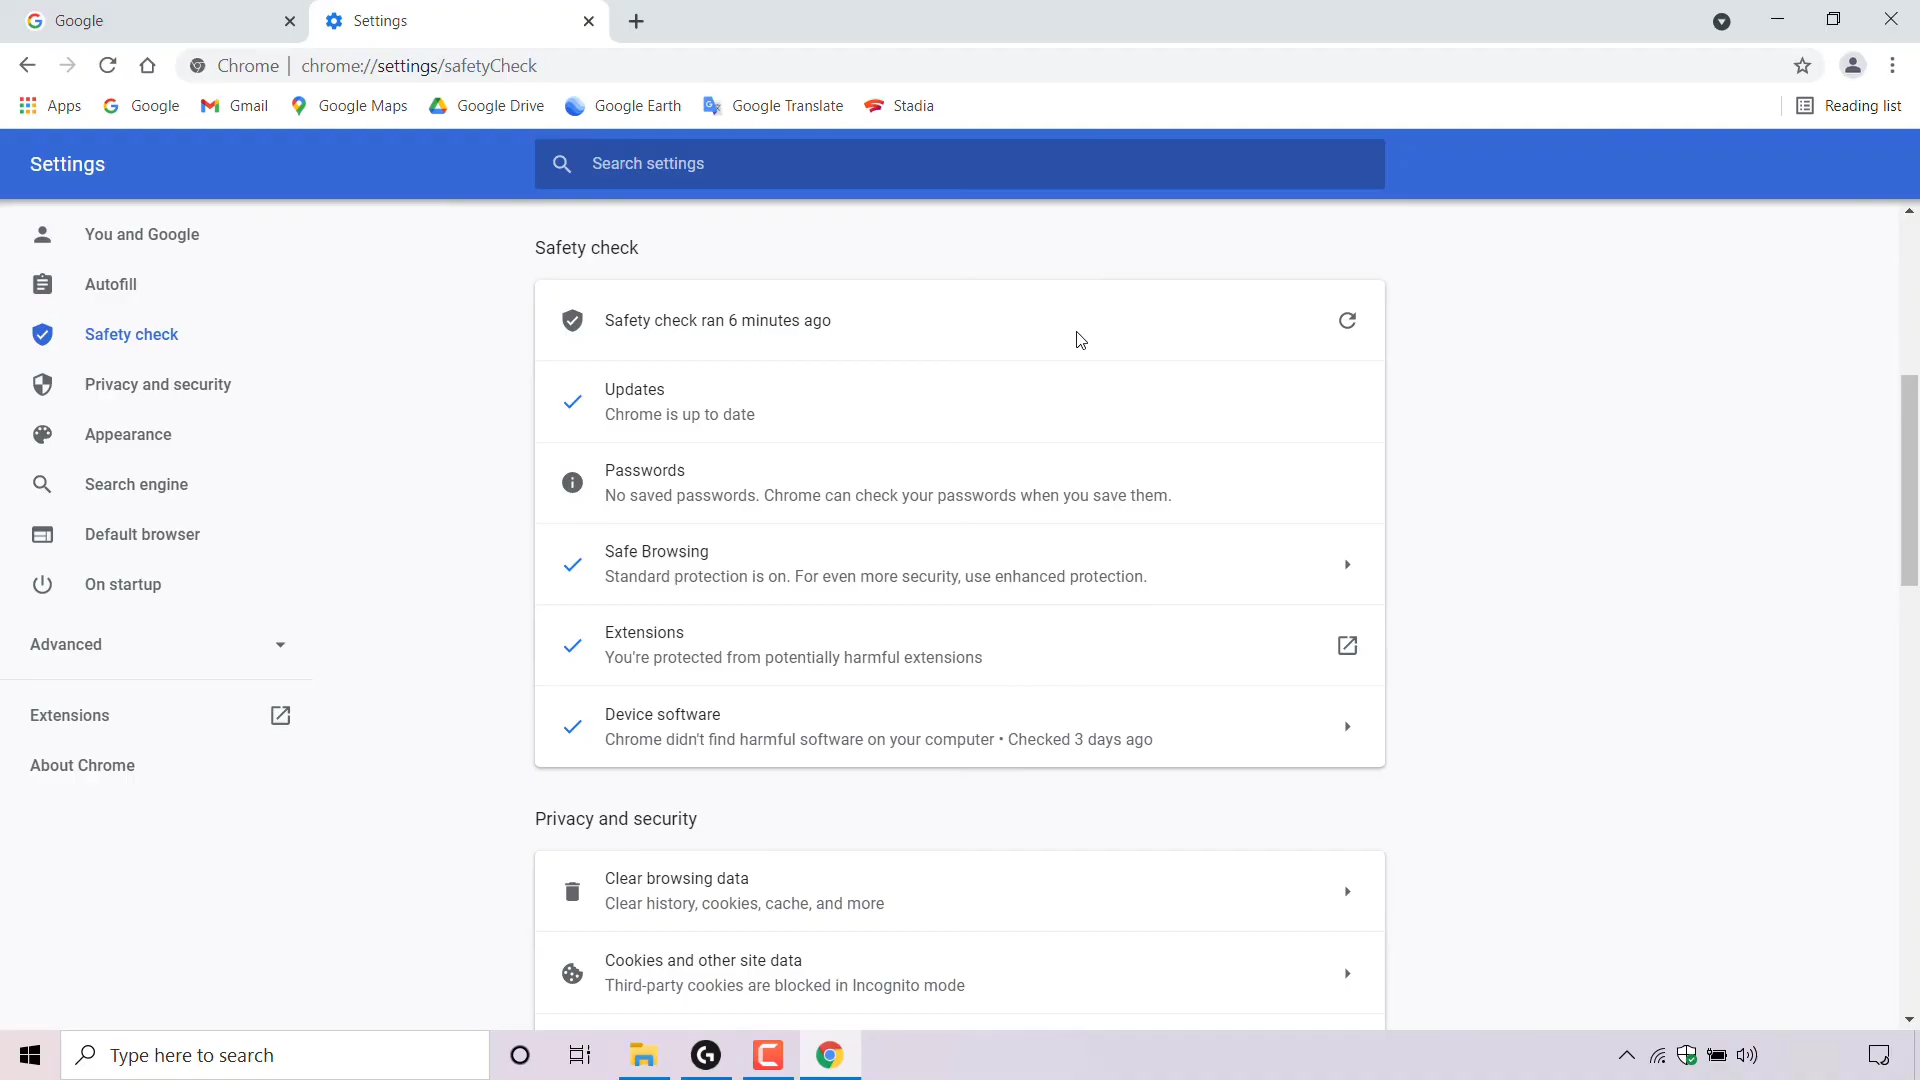 Google
Settings
Chrome | chrome://settings/safetyCheck
Apps
Google
Gmail
Google Maps
Google Drive
Google Earth
Google Translate
Stadia
Reading list
Settings
Search settings
You and Google
Autofill
Safety check
Privacy and security
Appearance
Search engine
Default browser
On startup
Advanced
Extensions
About Chrome
Safety check
Safety check ran 6 minutes ago
Updates
Chrome is up to date
Passwords
No saved passwords. Chrome can check your passwords when you save them.
Safe Browsing
Standard protection is on. For even more security, use enhanced protection.
Extensions
You're protected from potentially harmful extensions
Device software
Chrome didn't find harmful software on your computer • Checked 3 days ago
Privacy and security
Clear browsing data
Clear history, cookies, cache, and more
Cookies and other site data
Third-party cookies are blocked in Incognito mode
Type here to search